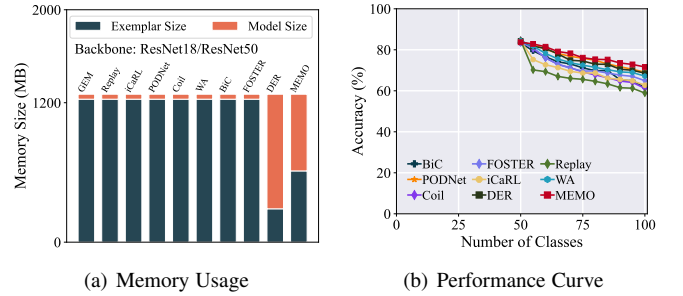 2000
1200
0
Memory Size (MB)
Exemplar Size
Model Size
Backbone: ResNet18/ResNet50
GEM
Replay
iCaRL
PODNet
Coil
WA
BiC
FOSTER
DER
MEMO
(a) Memory Usage
100
80
60
40
20
0
Accuracy (%)
BiC
FOSTER
Replay
PODNet
iCaRL
WA
Coil
DER
MEMO
0
25
50
75
100
Number of Classes
(b) Performance Curve